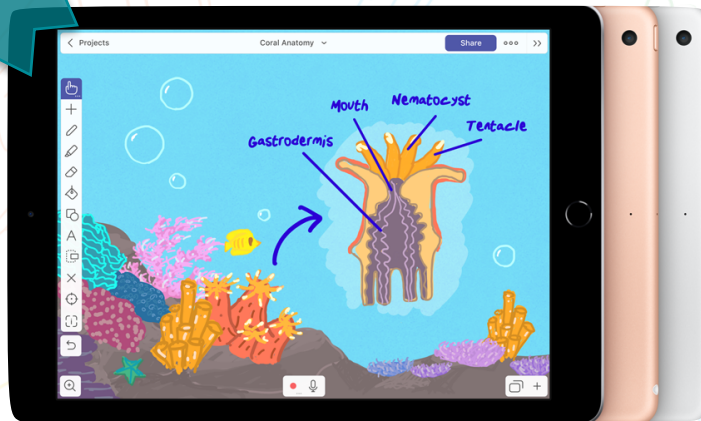 Projects
Coral Anatomy
Share
Mouth
Nematocyst
Tentacle
Gastrodermis
A